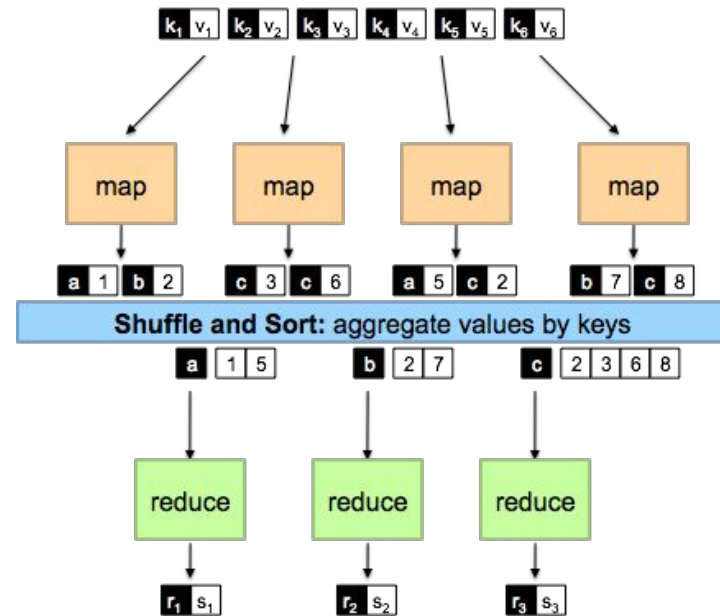 k₁ v₁ k₂ v₂ k₃ v₃ k₄ v₄ k₅ v₅ k₆ v₆
map map map map
a 1 b 2 c 3 c 6 a 5 c 2 b 7 c 8
Shuffle and Sort: aggregate values by keys
a 1 5 b 2 7 c 2 3 6 8
reduce reduce reduce
r₁ s₁ r₂ s₂ r₃ s₃